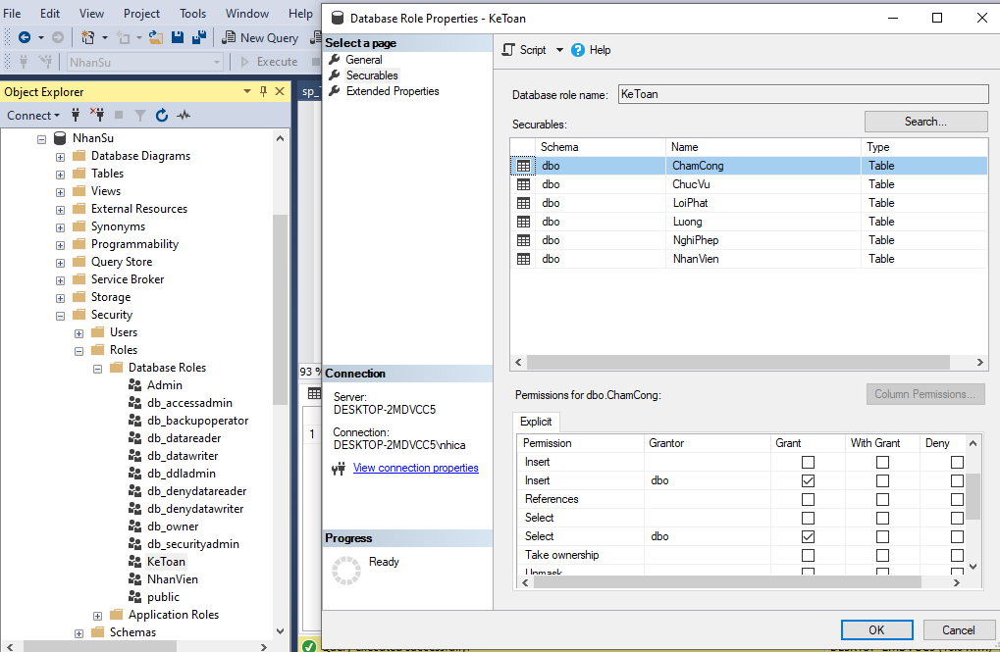 File Edit View Project Tools Window Help
New Query
NhanSu Execute
Object Explorer
Connect
NhanSu
Database Diagrams
Tables
Views
External Resources
Synonyms
Programmability
Query Store
Service Broker
Storage
Security
Users
Roles
Database Roles
Admin
db_accessadmin
db_backupoperator
db_datareader
db_datawriter
db_ddladmin
db_denydatareader
db_denydatawriter
db_owner
db_securityadmin
KeToan
NhanVien
public
Application Roles
Schemas
93 %
1
Database Role Properties - KeToan
Select a page
General
Securables
Extended Properties
Connection
Server:
DESKTOP-2MDVCC5
Connection:
DESKTOP-2MDVCC5\nhica
View connection properties
Progress
Ready
Script Help
Database role name: KeToan
Securables: Search...
Schema Name Type
dbo ChamCong Table
dbo ChucVu Table
dbo LoiPhat Table
dbo Luong Table
dbo NghiPhep Table
dbo NhanVien Table
Permissions for dbo.ChamCong: Column Permissions...
Explicit
Permission Grantor Grant With Grant Deny
Insert
Insert dbo
References
Select
Select dbo
Take ownership
Unmask
OK Cancel